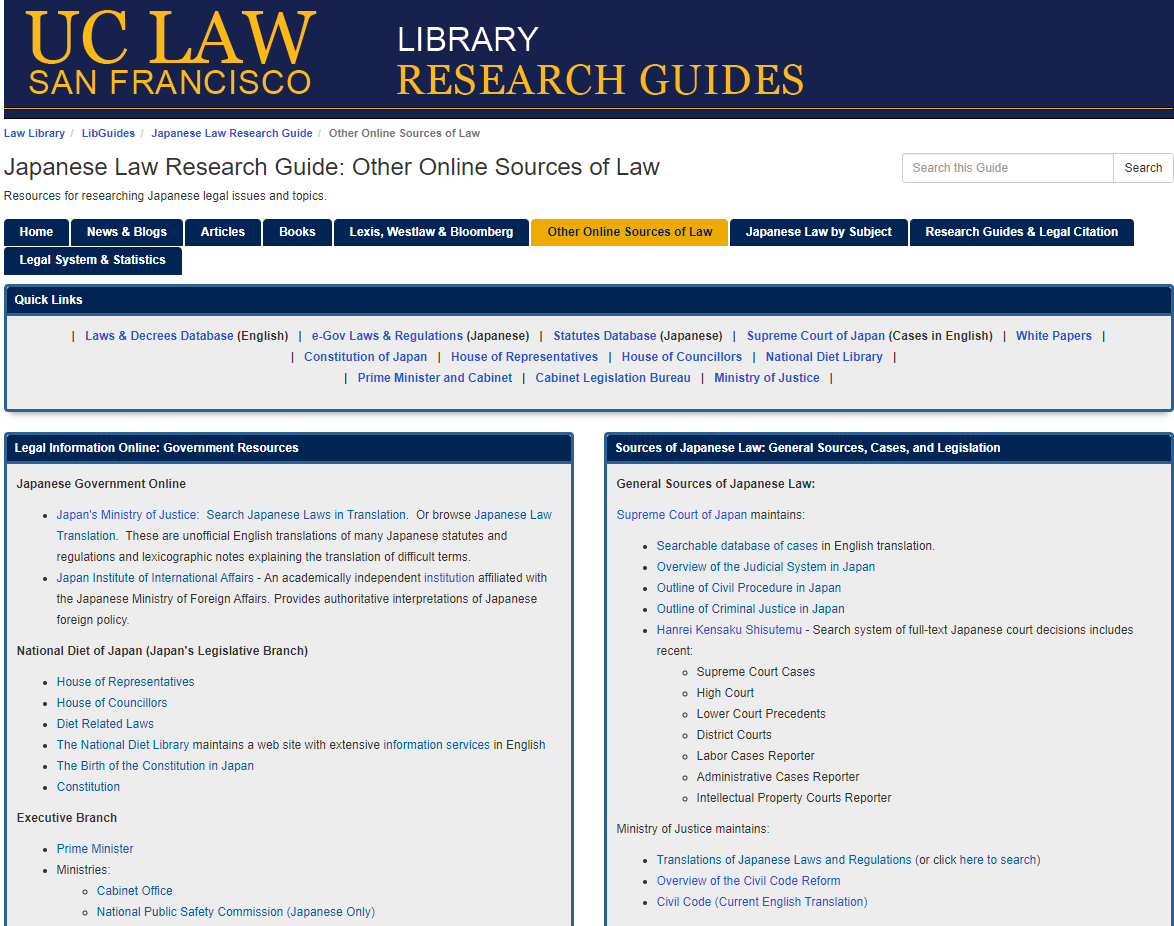 UC LAW
SAN FRANCISCO
LIBRARY
RESEARCH GUIDES
Law Library / LibGuides / Japanese Law Research Guide / Other Online Sources of Law
Japanese Law Research Guide: Other Online Sources of Law
Search this Guide
Search
Resources for researching Japanese legal issues and topics.
Home
News & Blogs
Articles
Books
Lexis, Westlaw & Bloomberg
Other Online Sources of Law
Japanese Law by Subject
Research Guides & Legal Citation
Legal System & Statistics
Quick Links
| Laws & Decrees Database (English) | e-Gov Laws & Regulations (Japanese) | Statutes Database (Japanese) | Supreme Court of Japan (Cases in English) | White Papers |
| Constitution of Japan | House of Representatives | House of Councillors | National Diet Library |
| Prime Minister and Cabinet | Cabinet Legislation Bureau | Ministry of Justice |
Legal Information Online: Government Resources
Japanese Government Online
Japan's Ministry of Justice: Search Japanese Laws in Translation. Or browse Japanese Law
Translation. These are unofficial English translations of many Japanese statutes and
regulations and lexicographic notes explaining the translation of difficult terms.
Japan Institute of International Affairs - An academically independent institution affiliated with
the Japanese Ministry of Foreign Affairs. Provides authoritative interpretations of Japanese
foreign policy.
National Diet of Japan (Japan's Legislative Branch)
House of Representatives
House of Councillors
Diet Related Laws
The National Diet Library maintains a web site with extensive information services in English
The Birth of the Constitution in Japan
Constitution
Executive Branch
Prime Minister
Ministries:
Cabinet Office
National Public Safety Commission (Japanese Only)
Sources of Japanese Law: General Sources, Cases, and Legislation
General Sources of Japanese Law:
Supreme Court of Japan maintains:
Searchable database of cases in English translation.
Overview of the Judicial System in Japan
Outline of Civil Procedure in Japan
Outline of Criminal Justice in Japan
Hanrei Kensaku Shisutemu - Search system of full-text Japanese court decisions includes
recent:
Supreme Court Cases
High Court
Lower Court Precedents
District Courts
Labor Cases Reporter
Administrative Cases Reporter
Intellectual Property Courts Reporter
Ministry of Justice maintains:
Translations of Japanese Laws and Regulations (or click here to search)
Overview of the Civil Code Reform
Civil Code (Current English Translation)